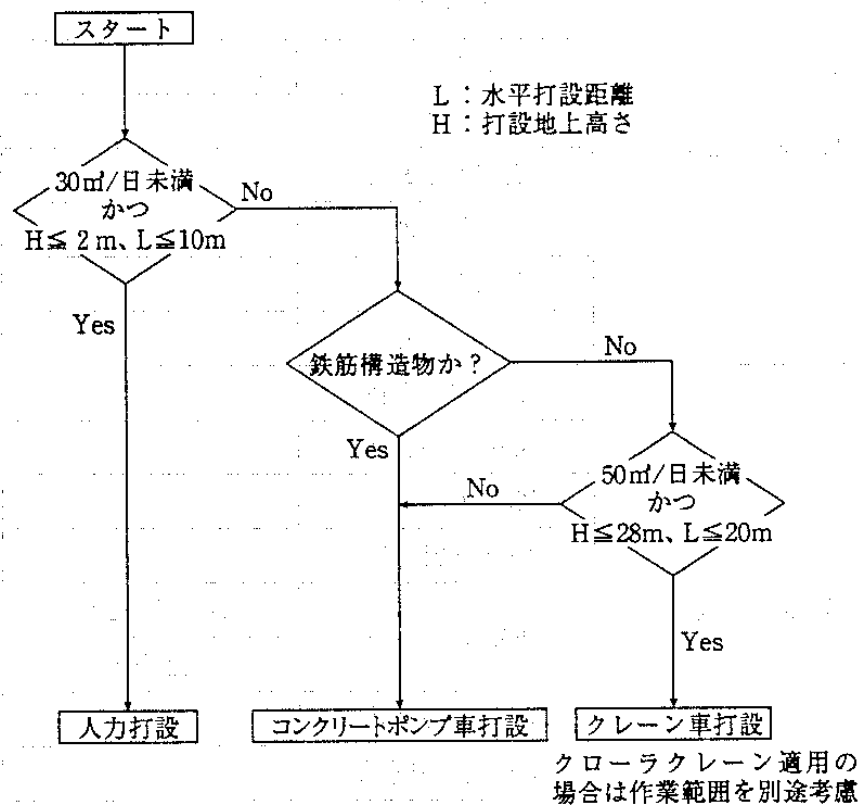 スタート
L：水平打設距離
H：打設地上高さ
30㎥/日未満
かつ
H≦2m、L≦10m
No
Yes
鉄筋構造物か？
No
Yes
50㎥/日未満
かつ
H≦28m、L≦20m
No
Yes
人力打設
コンクリートポンプ車打設
クレーン車打設
クローラクレーン適用の
場合は作業範囲を別途考慮